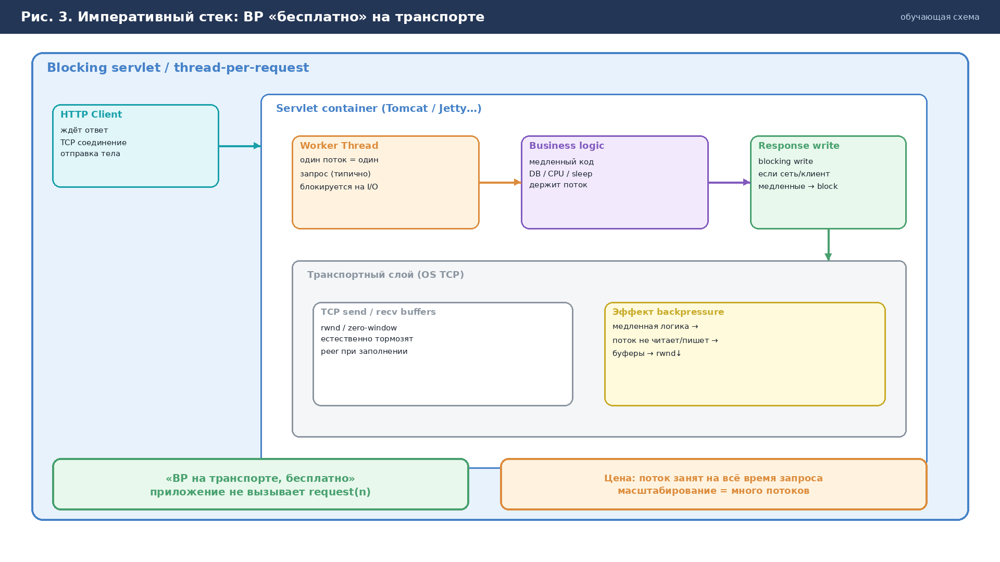 Рис. 3. Императивный стек: BP «бесплатно» на транспорте
обучающая схема
Blocking servlet / thread-per-request
HTTP Client
ждёт ответ
TCP соединение
отправка тела
Servlet container (Tomcat / Jetty…)
Worker Thread
один поток = один
запрос (типично)
блокируется на I/O
Business logic
медленный код
DB / CPU / sleep
держит поток
Response write
blocking write
если сеть/клиент
медленные → block
Транспортный слой (OS TCP)
TCP send / recv buffers
rwnd / zero-window
естественно тормозят
peer при заполнении
Эффект backpressure
медленная логика →
поток не читает/пишет →
буферы → rwnd↓
«BP на транспорте, бесплатно»
приложение не вызывает request(n)
Цена: поток занят на всё время запроса
масштабирование = много потоков